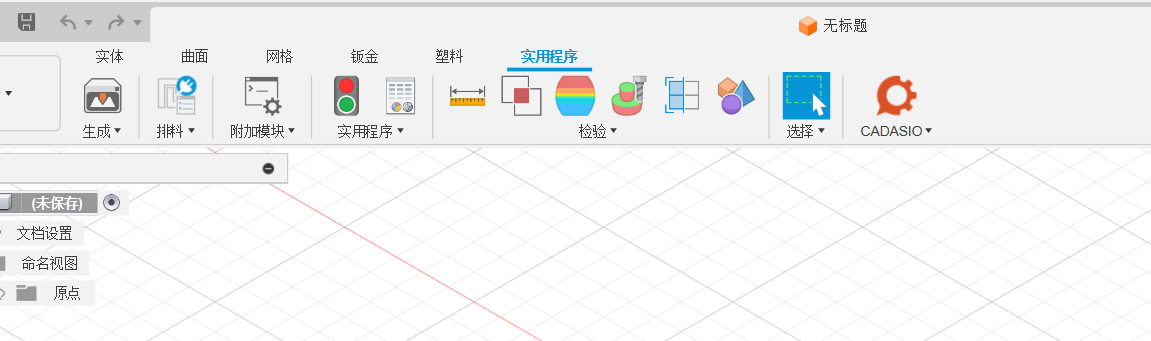 无标题
实体 曲面 网格 钣金 塑料 实用程序
生成 排料 附加模块 实用程序 检验 选择 CADASIO
(未保存)
文档设置
命名视图
原点